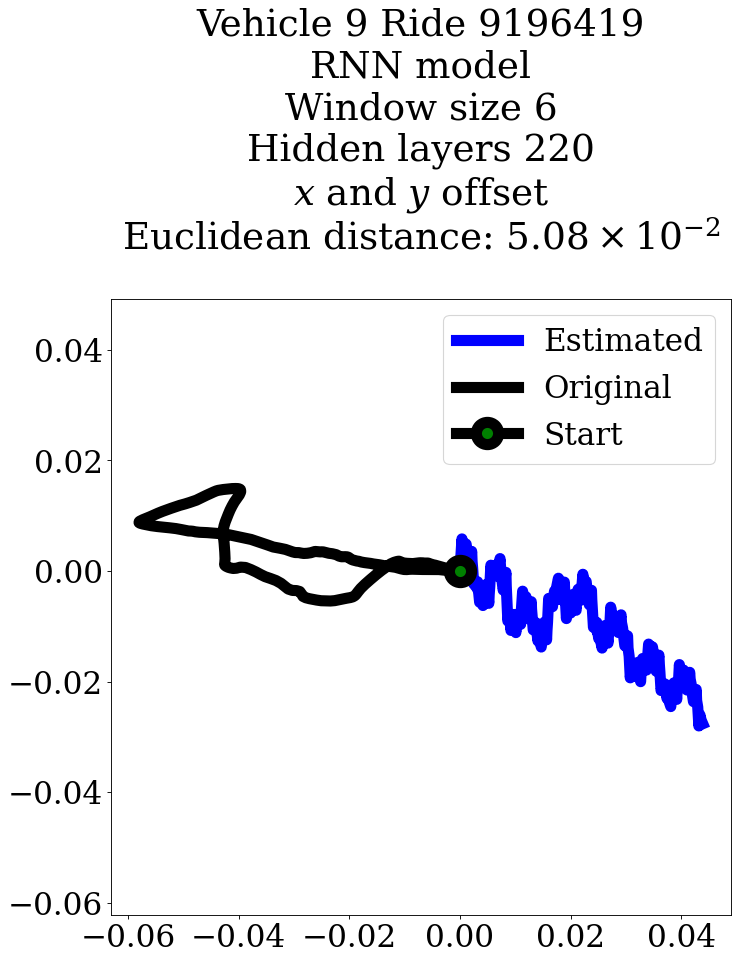 Vehicle 9 Ride 9196419
RNN model
Window size 6
Hidden layers 220
x and y offset
Euclidean distance: 5.08 × 10⁻²
Estimated
Original
Start
0.04
0.02
0.00
−0.02
−0.04
−0.06
−0.06 −0.04 −0.02 0.00 0.02 0.04